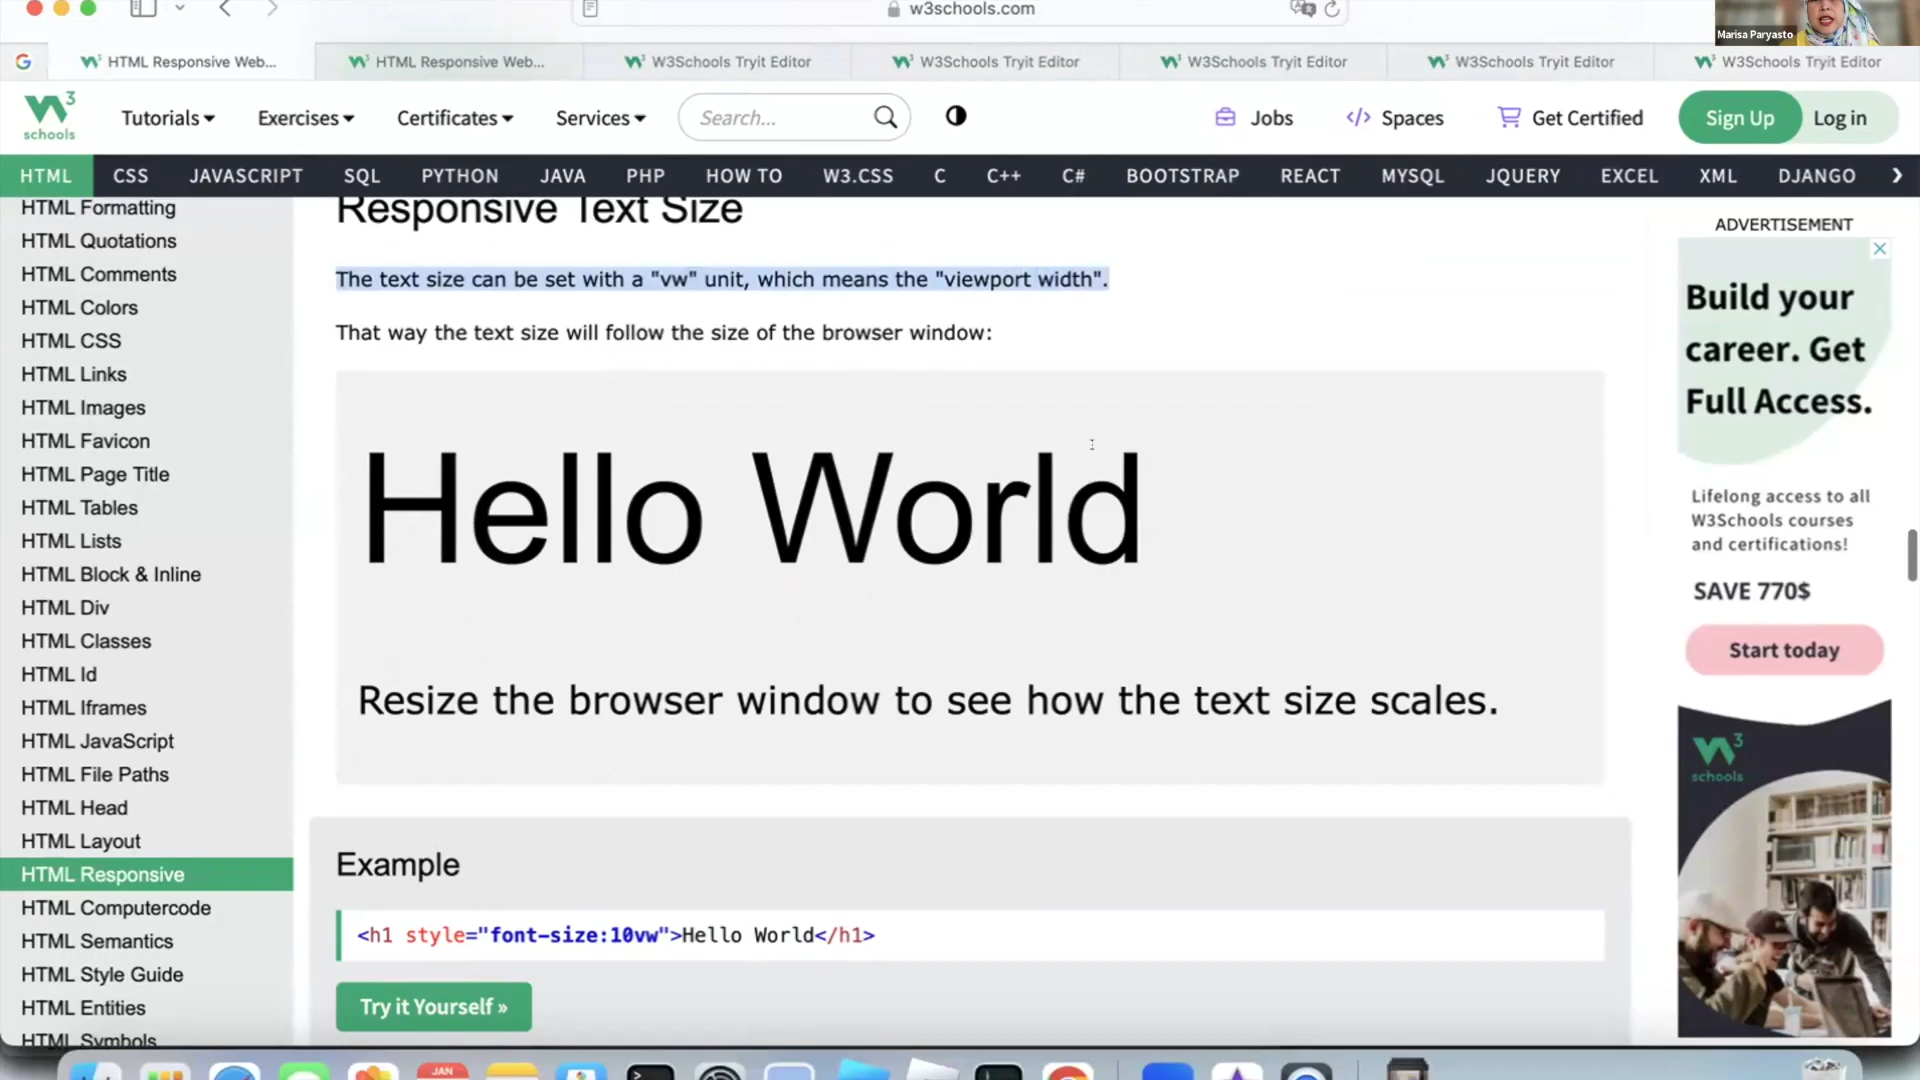 w3schools.com
Marisa Paryasto
HTML Responsive Web...
HTML Responsive Web...
W3Schools Tryit Editor
W3Schools Tryit Editor
W3Schools Tryit Editor
W3Schools Tryit Editor
W3Schools Tryit Editor
W3 schools
Tutorials
Exercises
Certificates
Services
Search...
Jobs
Spaces
Get Certified
Sign Up
Log in
HTML CSS JAVASCRIPT SQL PYTHON JAVA PHP HOW TO W3.CSS C C++ C# BOOTSTRAP REACT MYSQL JQUERY EXCEL XML DJANGO
HTML Formatting
HTML Quotations
HTML Comments
HTML Colors
HTML CSS
HTML Links
HTML Images
HTML Favicon
HTML Page Title
HTML Tables
HTML Lists
HTML Block & Inline
HTML Div
HTML Classes
HTML Id
HTML Iframes
HTML JavaScript
HTML File Paths
HTML Head
HTML Layout
HTML Responsive
HTML Computercode
HTML Semantics
HTML Style Guide
HTML Entities
HTML Symbols
Responsive Text Size
The text size can be set with a "vw" unit, which means the "viewport width".
That way the text size will follow the size of the browser window:
Hello World
Resize the browser window to see how the text size scales.
Example
<h1 style="font-size:10vw">Hello World</h1>
Try it Yourself »
ADVERTISEMENT
Build your
career. Get
Full Access.
Lifelong access to all
W3Schools courses
and certifications!
SAVE 770$
Start today
W3 schools
JAN